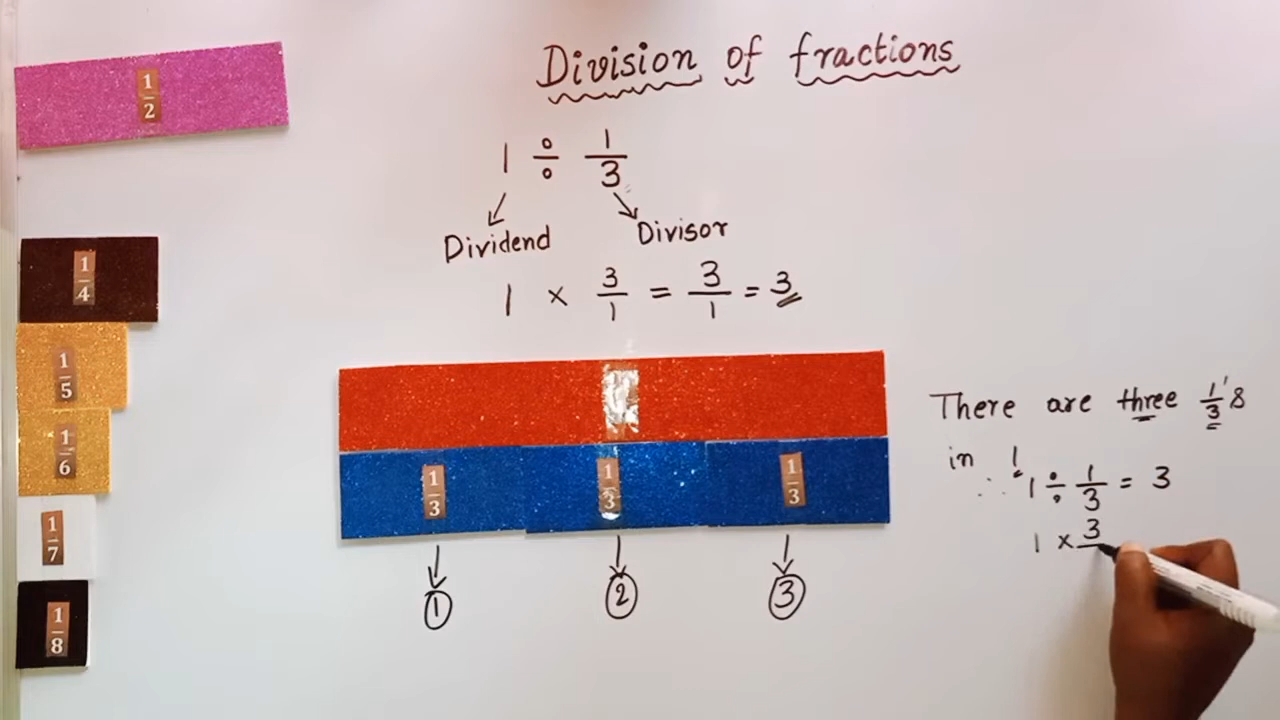 Division of fractions
1 ÷ 1/3
Dividend Divisor
1 × 3/1 = 3/1 = 3
1/2
1/4
1/5
1/6
1/7
1/8
1/3 1/3 1/3
1 2 3
There are three 1/3's
in 1
∴ 1 ÷ 1/3 = 3
1 × 3